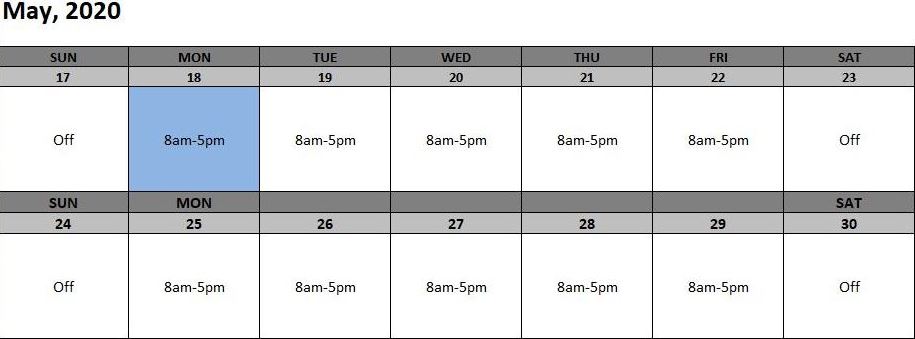 May, 2020
SUN MON TUE WED THU FRI SAT
17 18 19 20 21 22 23
Off 8am-5pm 8am-5pm 8am-5pm 8am-5pm 8am-5pm Off
SUN MON SAT
24 25 26 27 28 29 30
Off 8am-5pm 8am-5pm 8am-5pm 8am-5pm 8am-5pm Off